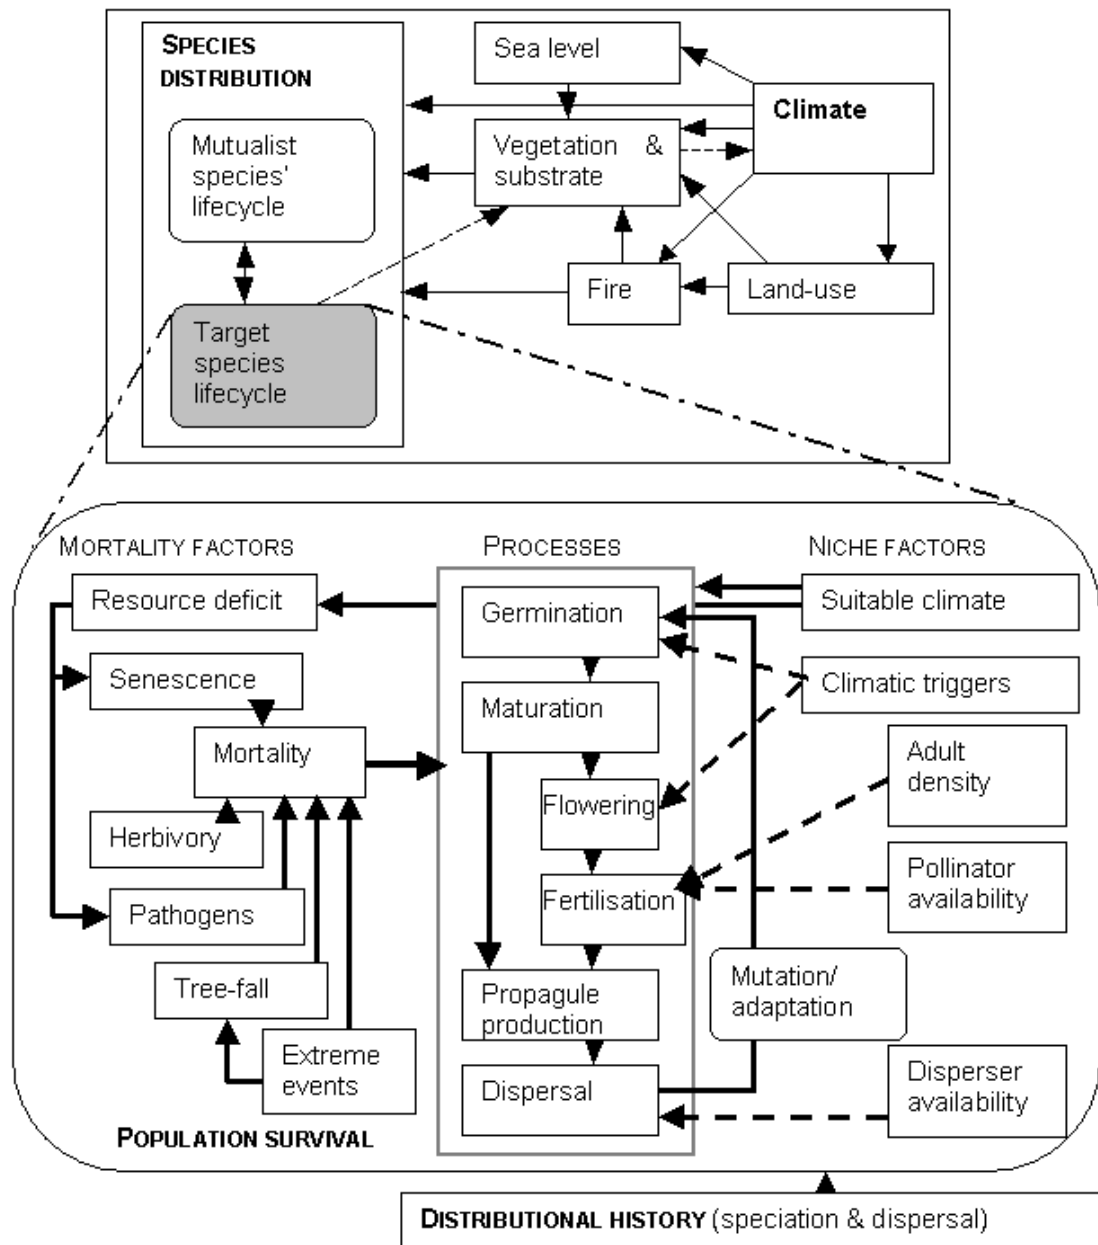 SPECIES
DISTRIBUTION
Mutualist
species'
lifecycle
Target
species
lifecycle
Sea level
Vegetation &
substrate
Climate
Fire
Land-use
MORTALITY FACTORS
PROCESSES
NICHE FACTORS
Resource deficit
Senescence
Mortality
Herbivory
Pathogens
Tree-fall
Extreme
events
POPULATION SURVIVAL
Germination
Maturation
Flowering
Fertilisation
Propagule
production
Dispersal
Suitable climate
Climatic triggers
Adult
density
Pollinator
availability
Mutation/
adaptation
Disperser
availability
DISTRIBUTIONAL HISTORY (speciation & dispersal)